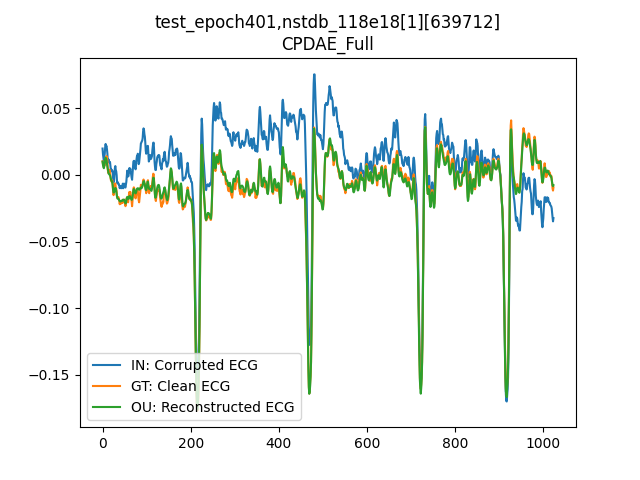 test_epoch401,nstdb_118e18[1][639712]
CPDAE_Full
0.05
0.00
−0.05
−0.10
−0.15
IN: Corrupted ECG
GT: Clean ECG
OU: Reconstructed ECG
0 200 400 600 800 1000